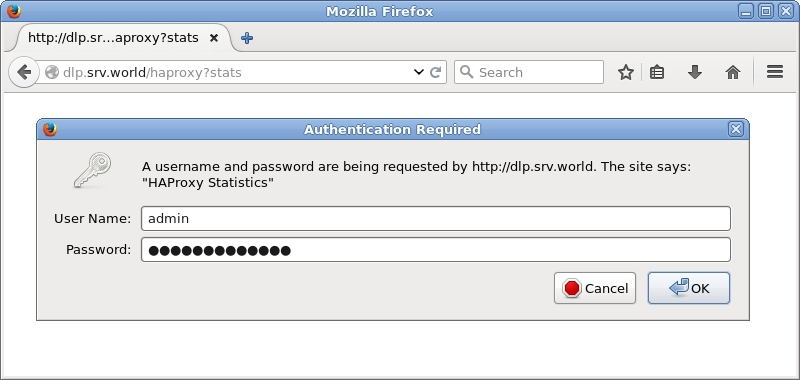 Mozilla Firefox
http://dlp.sr...aproxy?stats
dlp.srv.world/haproxy?stats
Search
Authentication Required
A username and password are being requested by http://dlp.srv.world. The site says:
"HAProxy Statistics"
User Name: admin
Password: ●●●●●●●●●●●●●
Cancel OK